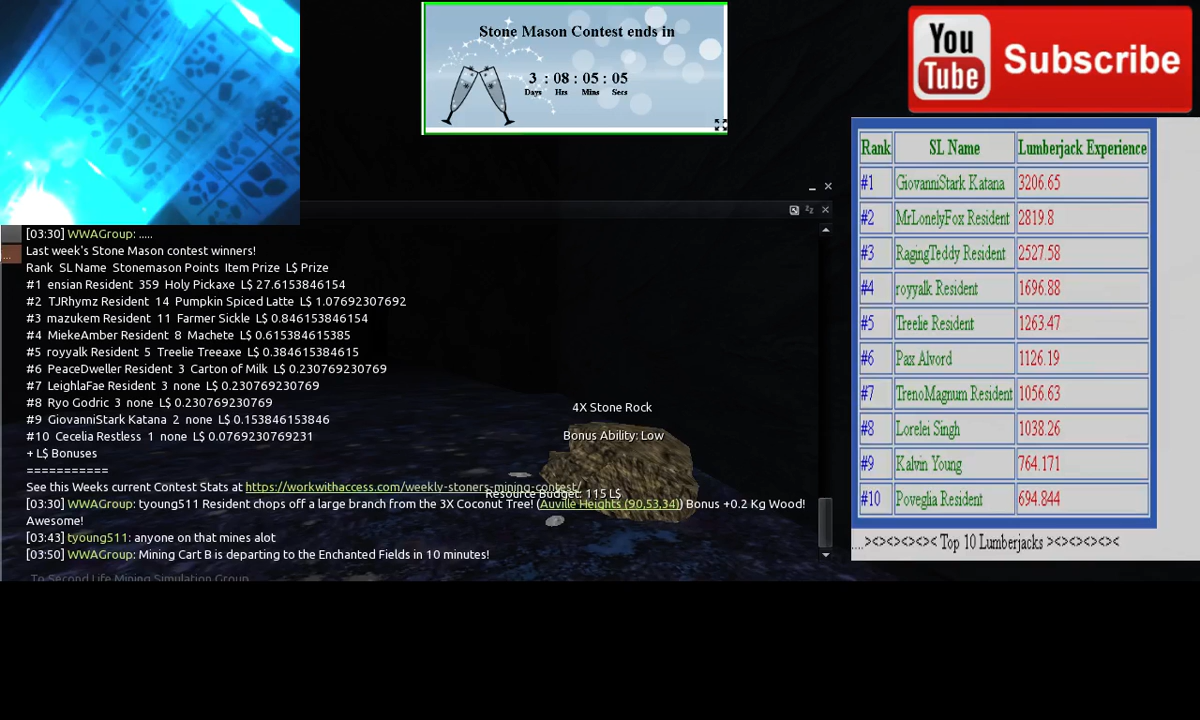 Stone Mason Contest ends in
3 : 08 : 05 : 05
Days Hrs Mins Secs
You Tube Subscribe
Rank SL Name Lumberjack Experience
#1 GiovanniStark Katana 3206.65
#2 MrLonelyFox Resident 2819.8
#3 RagingTeddy Resident 2527.58
#4 royyalk Resident 1696.88
#5 Treelie Resident 1263.47
#6 Pax Alvord 1126.19
#7 TrenoMagnum Resident 1056.63
#8 Lorelei Singh 1038.26
#9 Kalvin Young 764.171
#10 Poveglia Resident 694.844
....><><><>< Top 10 Lumberjacks ><><><><
[03:30] WWAGroup: .....
Last week's Stone Mason contest winners!
Rank SL Name Stonemason Points Item Prize L$ Prize
#1 ensian Resident 359 Holy Pickaxe L$ 27.6153846154
#2 TJRhymz Resident 14 Pumpkin Spiced Latte L$ 1.07692307692
#3 mazukem Resident 11 Farmer Sickle L$ 0.846153846154
#4 MiekeAmber Resident 8 Machete L$ 0.615384615385
#5 royyalk Resident 5 Treelie Treeaxe L$ 0.384615384615
#6 PeaceDweller Resident 3 Carton of Milk L$ 0.230769230769
#7 LeighlaFae Resident 3 none L$ 0.230769230769
#8 Ryo Godric 3 none L$ 0.230769230769
#9 GiovanniStark Katana 2 none L$ 0.153846153846
#10 Cecelia Restless 1 none L$ 0.0769230769231
+ L$ Bonuses
===========
See this Weeks current Contest Stats at https://workwithaccess.com/weekly-stoners-mining-contest/
[03:30] WWAGroup: tyoung511 Resident chops off a large branch from the 3X Coconut Tree! (Auville Heights (90,53,34)) Bonus +0.2 Kg Wood!
Awesome!
[03:43] tyoung511: anyone on that mines alot
[03:50] WWAGroup: Mining Cart B is departing to the Enchanted Fields in 10 minutes!
To Second Life Mining Simulation Group
4X Stone Rock
Bonus Ability: Low
Resource Budget: 115 L$